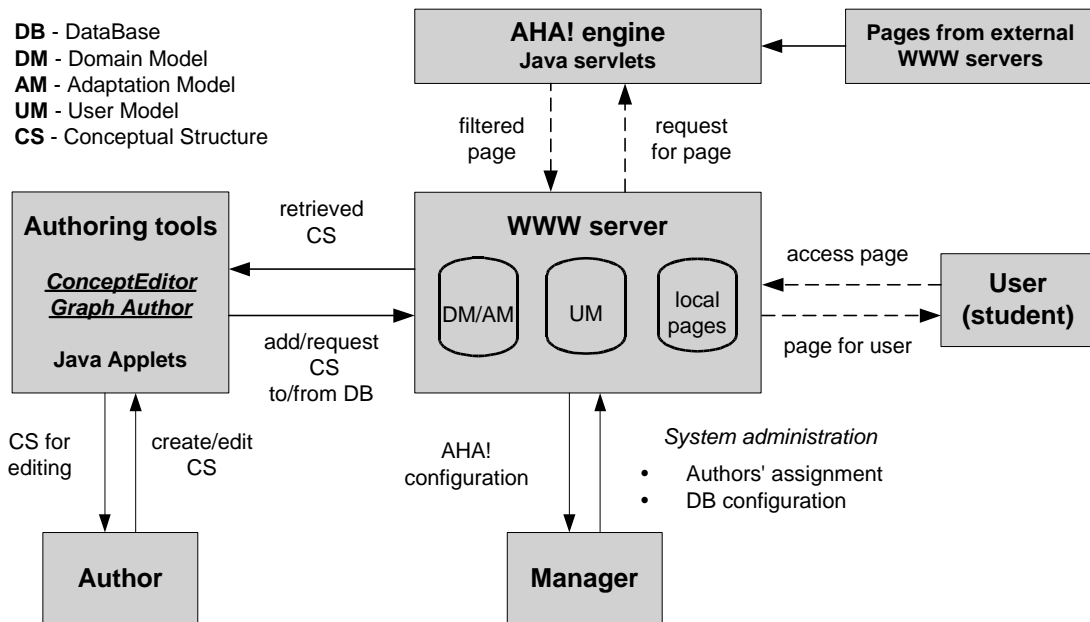 DB - DataBase
DM - Domain Model
AM - Adaptation Model
UM - User Model
CS - Conceptual Structure
AHA! engine
Java servlets
Pages from external
WWW servers
filtered
page
request
for page
Authoring tools
ConceptEditor
Graph Author
Java Applets
retrieved
CS
add/request
CS
to/from DB
WWW server
DM/AM
UM
local
pages
access page
page for user
User
(student)
CS for
editing
create/edit
CS
AHA!
configuration
System administration
• Authors' assignment
• DB configuration
Author
Manager